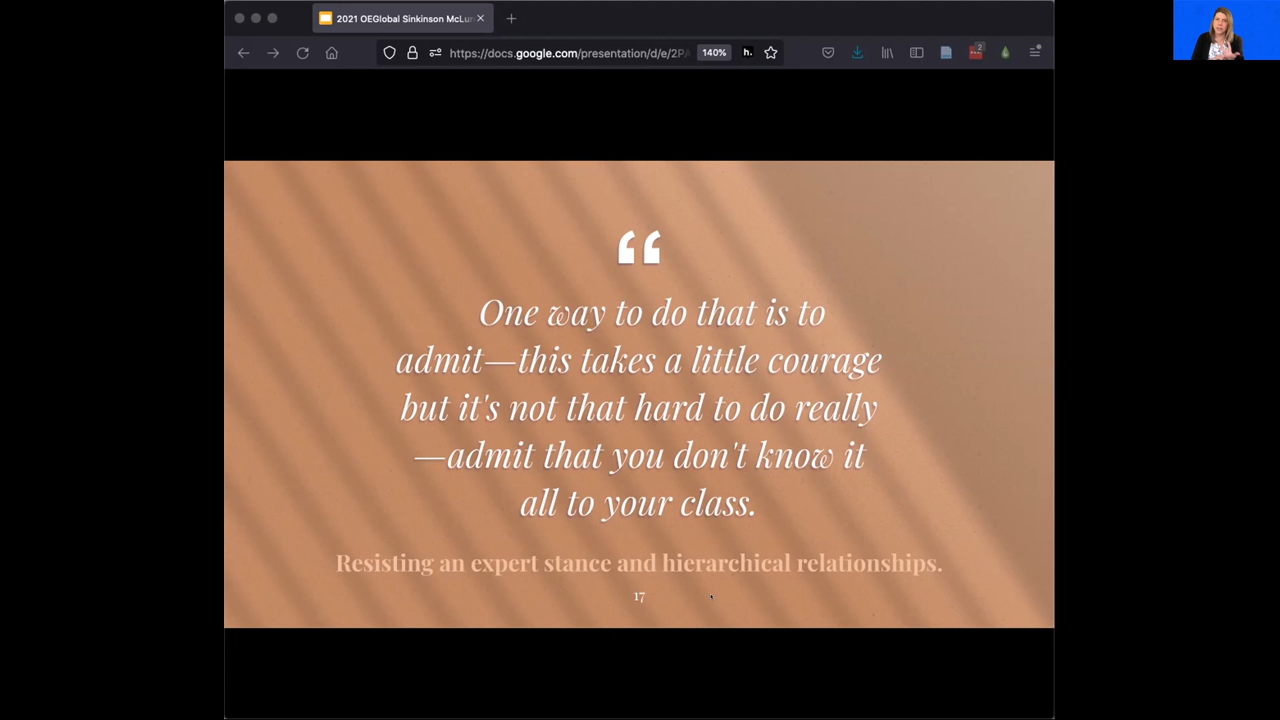 2021 OEGlobal Sinkinson McLu
https://docs.google.com/presentation/d/e/2PA
140%
h.
2
“
One way to do that is to
admit—this takes a little courage
but it's not that hard to do really
—admit that you don't know it
all to your class.
Resisting an expert stance and hierarchical relationships.
17